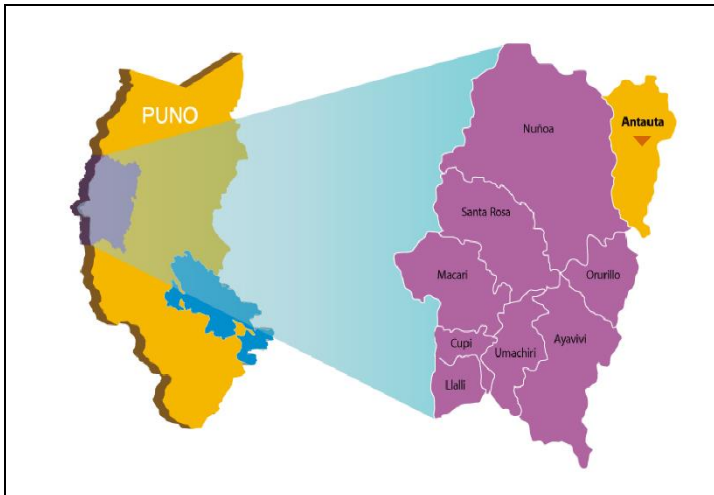 PUNO
Antauta
Nuñoa
Santa Rosa
Macari
Orurillo
Cupi
Umachiri
Ayavivi
Llalli